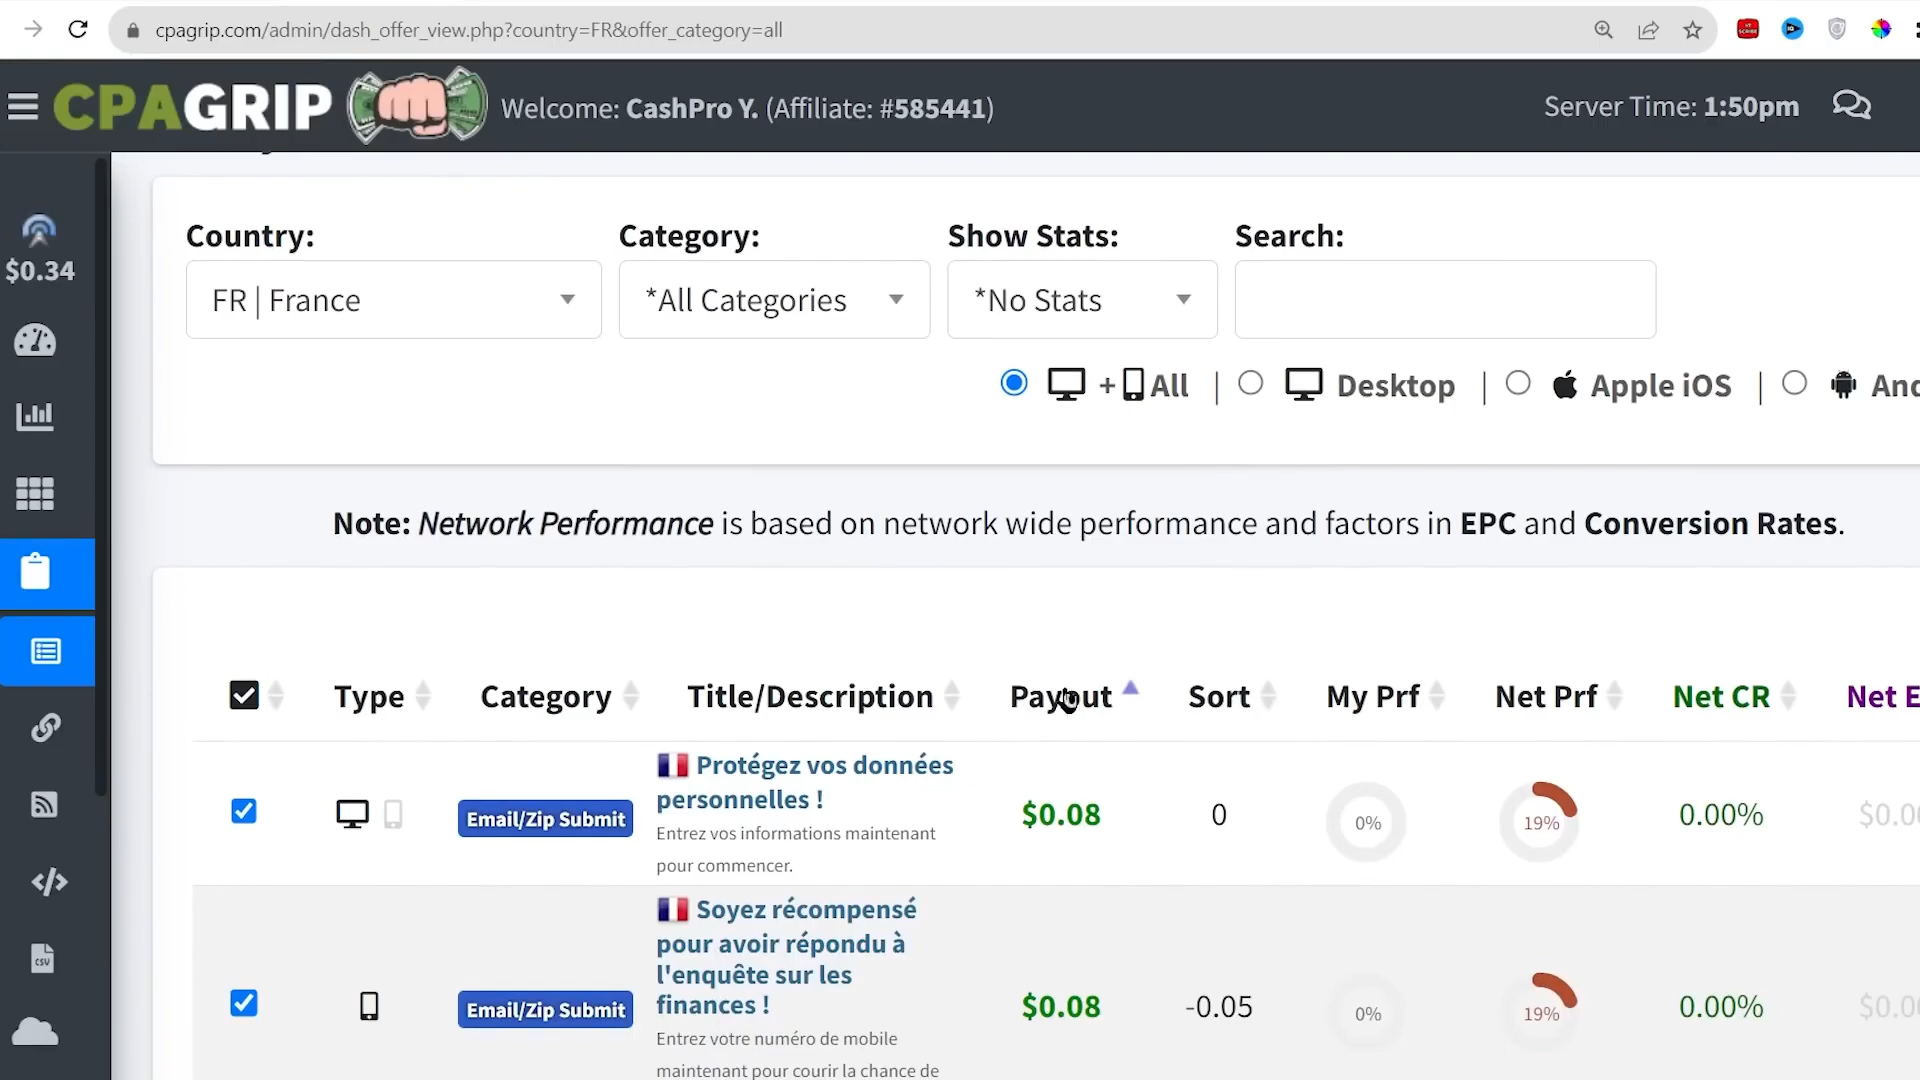 cpagrip.com/admin/dash_offer_view.php?country=FR&offer_category=all
CPAGRIP Welcome: CashPro Y. (Affiliate: #585441) Server Time: 1:50pm
$0.34
Country: Category: Show Stats: Search:
FR | France *All Categories *No Stats
+ All | Desktop | Apple iOS |
Note: Network Performance is based on network wide performance and factors in EPC and Conversion Rates.
Type Category Title/Description Payout Sort My Prf Net Prf Net CR Net
Protégez vos données
personnelles !
Entrez vos informations maintenant
pour commencer.
Email/Zip Submit $0.08 0 0% 19% 0.00%
Soyez récompensé
pour avoir répondu à
l'enquête sur les
finances !
Entrez votre numéro de mobile
maintenant pour courir la chance de
Email/Zip Submit $0.08 -0.05 0% 19% 0.00%
CSV